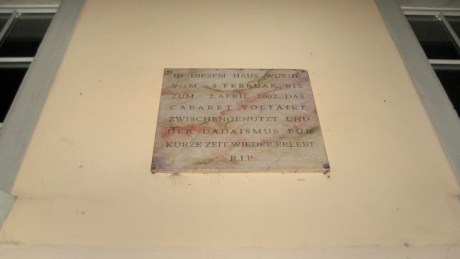 IN DIESEM HAUS WURDE
VOM BIS
ZUM 2. APRIL 2002 DAS
CABARET VOLTAIRE
ZWISCHENGENUTZT UND
DER DADAISMUS FÜR
KURZE ZEIT WIEDER ERLEBT
R.I.P.